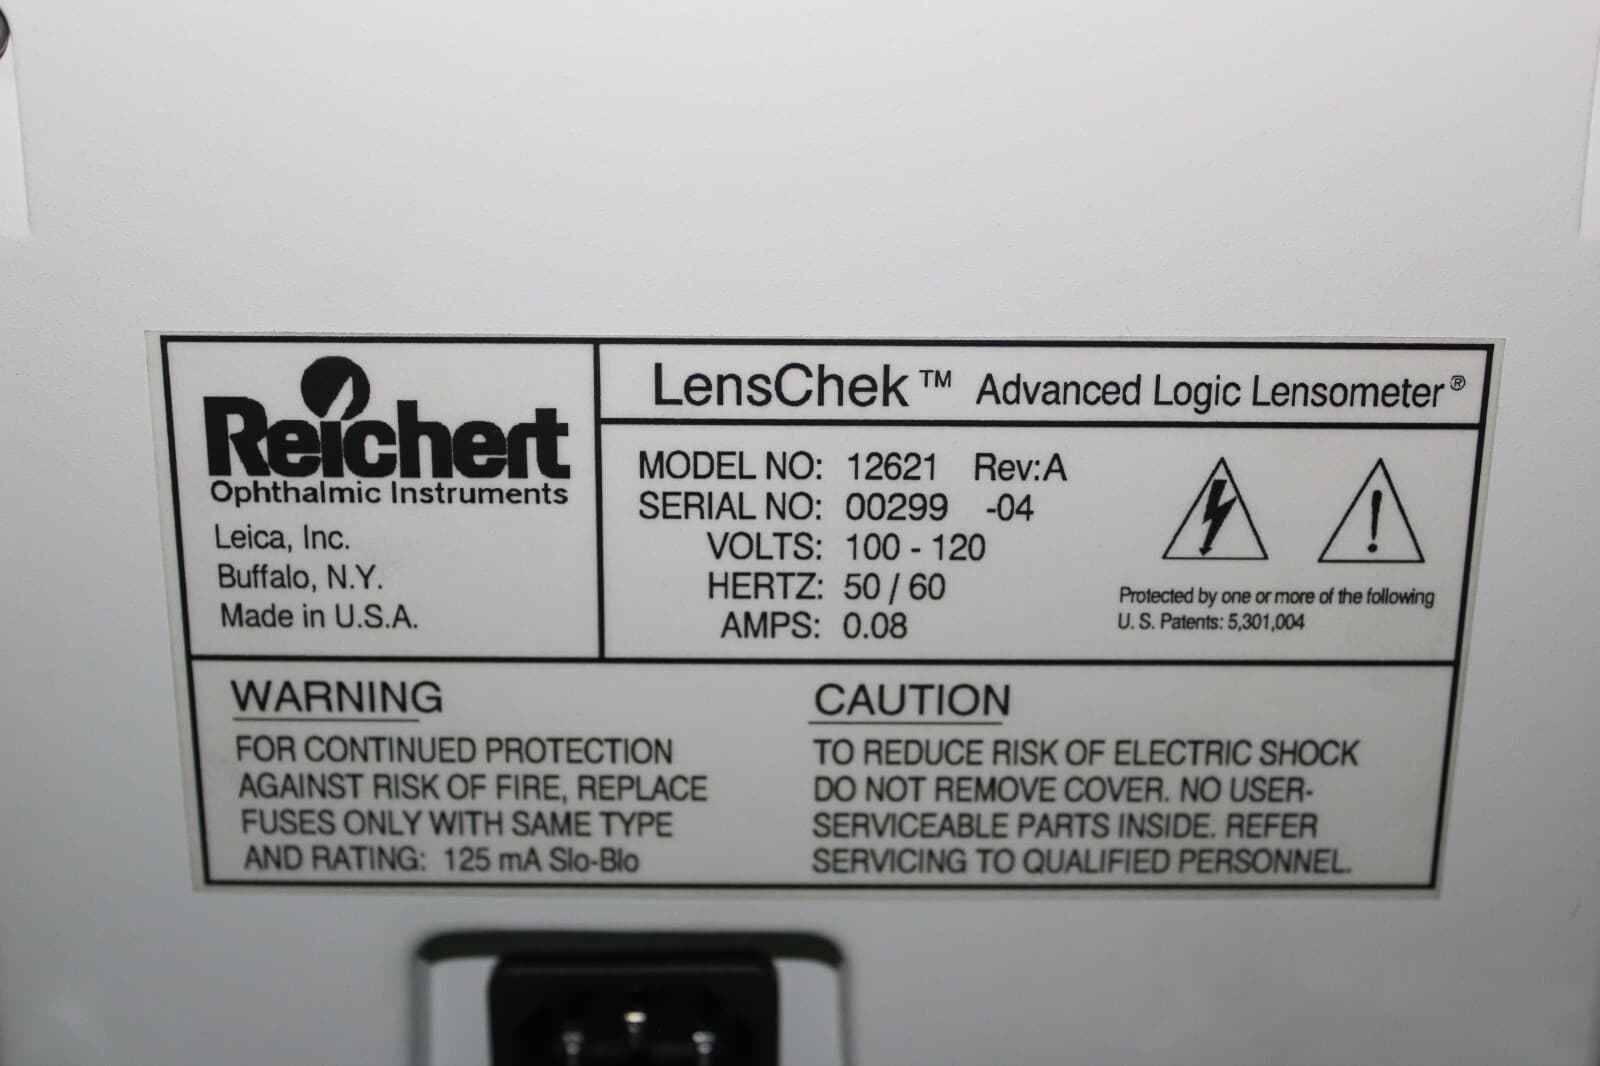 Reichert
Ophthalmic Instruments
Leica, Inc.
Buffalo, N.Y.
Made in U.S.A.
LensChek™ Advanced Logic Lensometer®
MODEL NO: 12621 Rev:A
SERIAL NO: 00299 -04
VOLTS: 100 - 120
HERTZ: 50 / 60
AMPS: 0.08
Protected by one or more of the following
U. S. Patents: 5,301,004
WARNING
FOR CONTINUED PROTECTION
AGAINST RISK OF FIRE, REPLACE
FUSES ONLY WITH SAME TYPE
AND RATING: 125 mA Slo-Blo
CAUTION
TO REDUCE RISK OF ELECTRIC SHOCK
DO NOT REMOVE COVER. NO USER-
SERVICEABLE PARTS INSIDE. REFER
SERVICING TO QUALIFIED PERSONNEL.